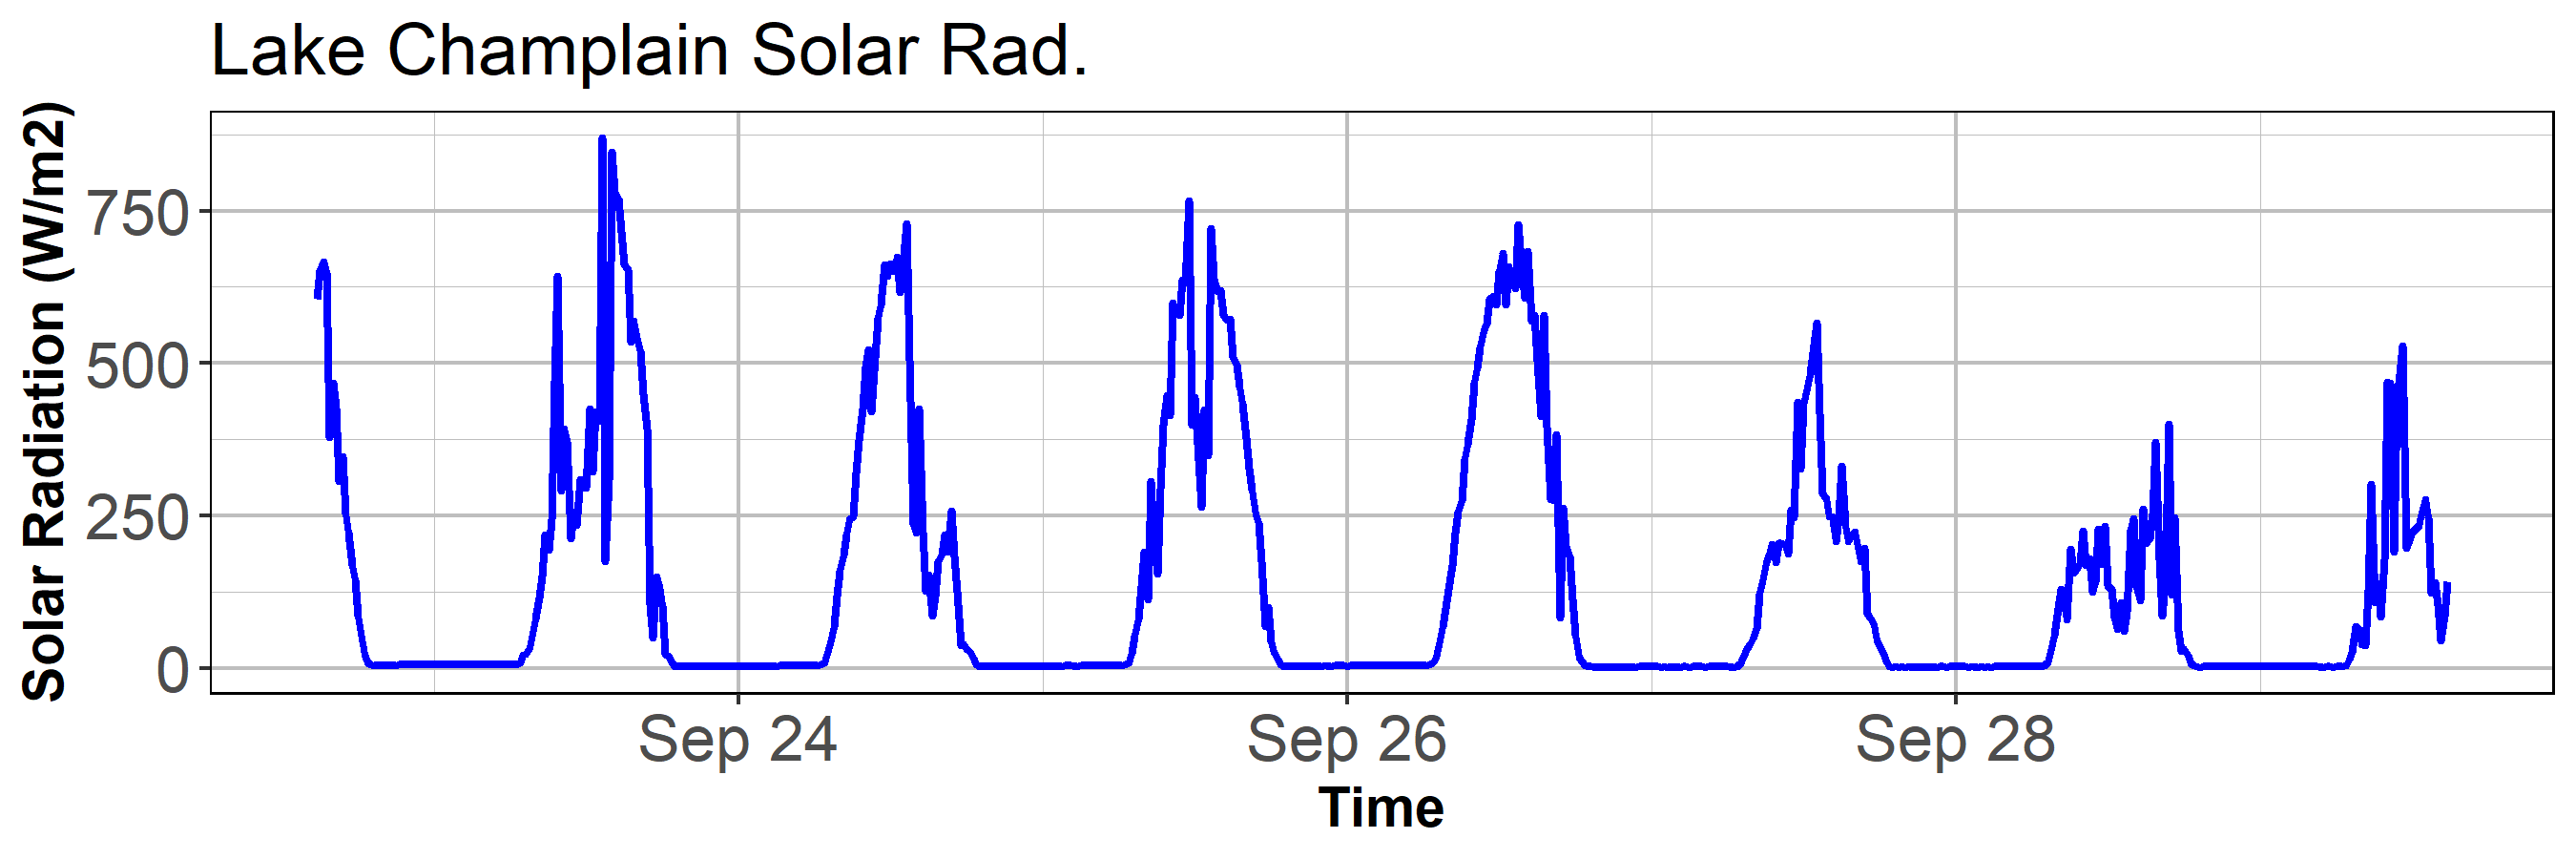 Lake Champlain Solar Rad.
Solar Radiation (W/m2)
750
500
250
0
Sep 24 Sep 26 Sep 28
Time